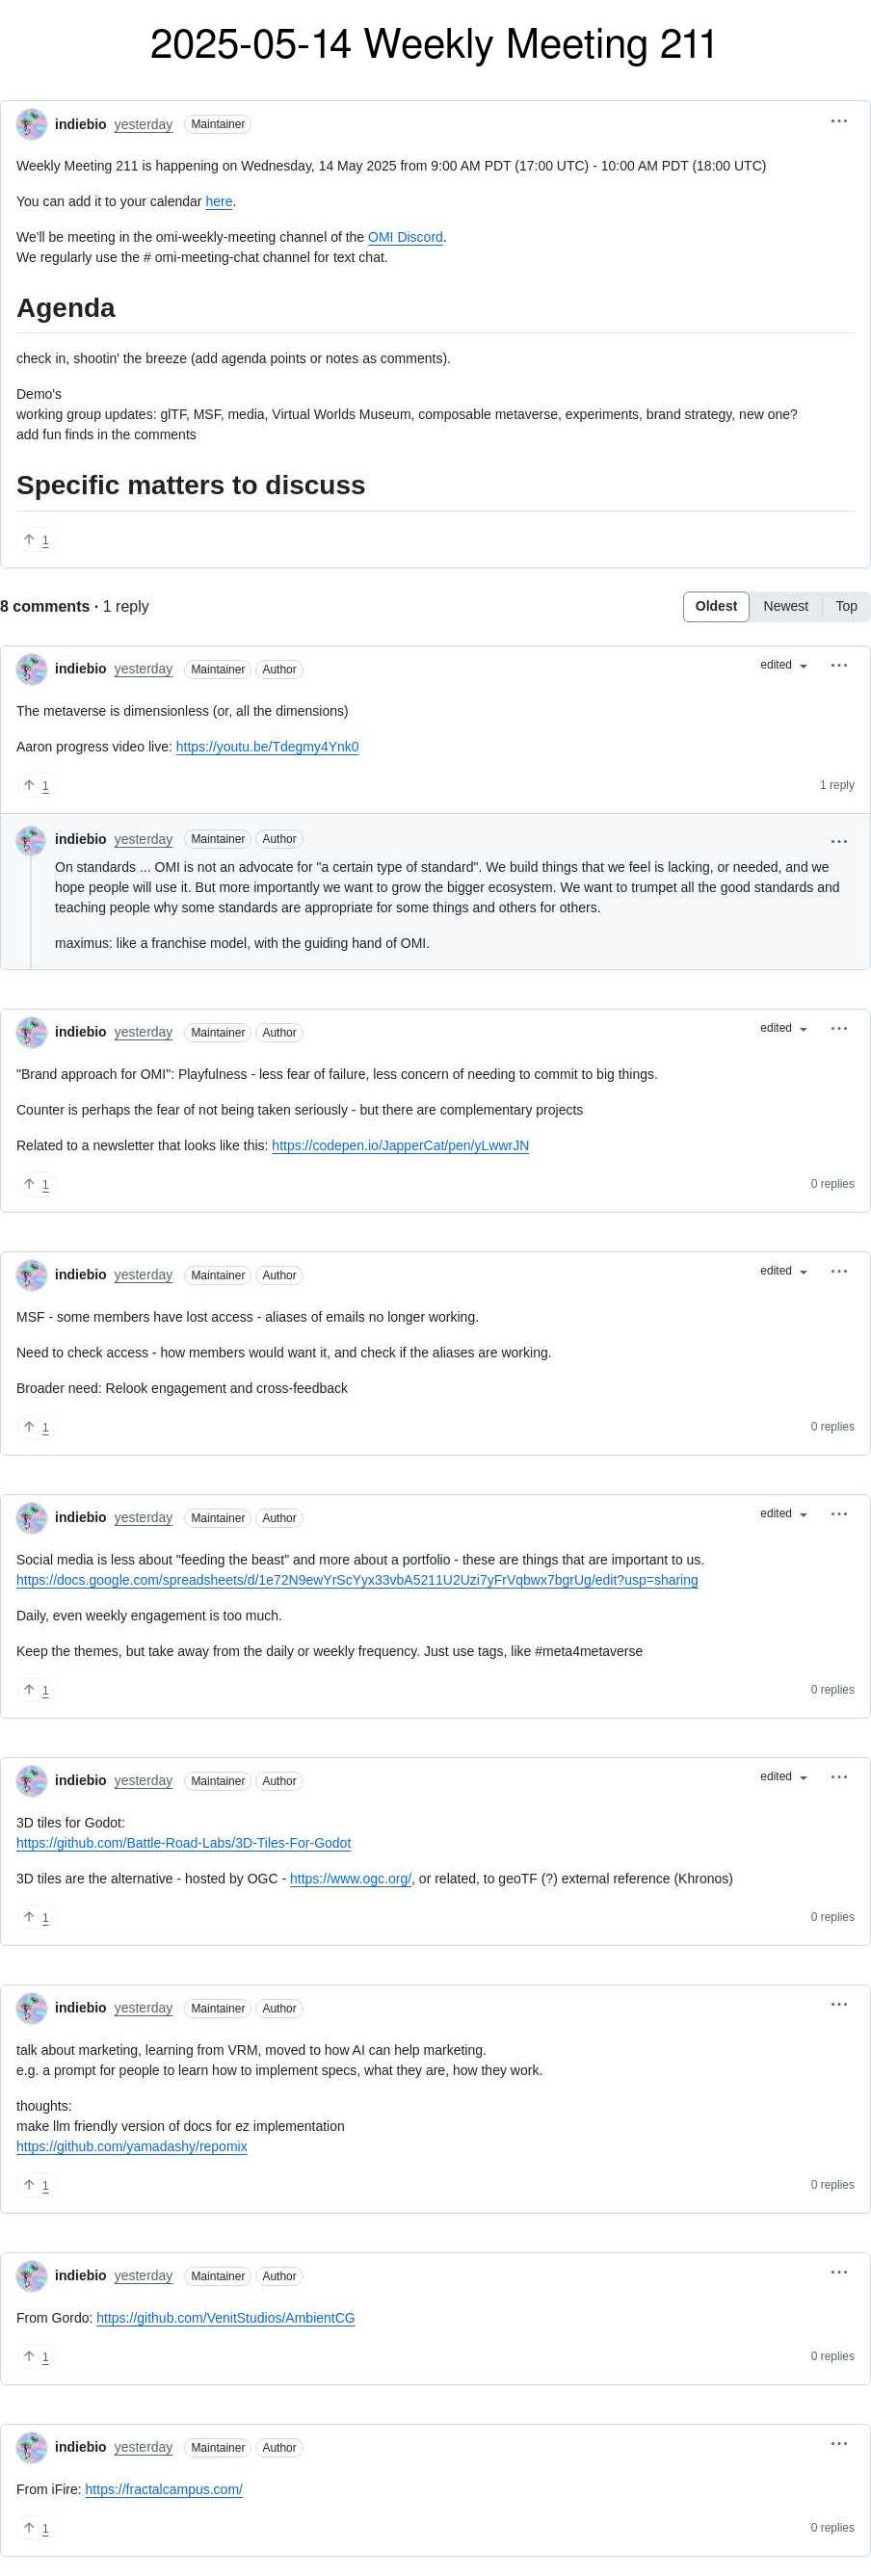 2025-05-14 Weekly Meeting 211
indiebio yesterday Maintainer
Weekly Meeting 211 is happening on Wednesday, 14 May 2025 from 9:00 AM PDT (17:00 UTC) - 10:00 AM PDT (18:00 UTC)
You can add it to your calendar here.
We'll be meeting in the omi-weekly-meeting channel of the OMI Discord.
We regularly use the # omi-meeting-chat channel for text chat.
Agenda
check in, shootin' the breeze (add agenda points or notes as comments).
Demo's
working group updates: glTF, MSF, media, Virtual Worlds Museum, composable metaverse, experiments, brand strategy, new one?
add fun finds in the comments
Specific matters to discuss
1
8 comments · 1 reply
Oldest Newest Top
indiebio yesterday Maintainer Author edited
The metaverse is dimensionless (or, all the dimensions)
Aaron progress video live: https://youtu.be/Tdegmy4Ynk0
1 1 reply
indiebio yesterday Maintainer Author
On standards ... OMI is not an advocate for "a certain type of standard". We build things that we feel is lacking, or needed, and we
hope people will use it. But more importantly we want to grow the bigger ecosystem. We want to trumpet all the good standards and
teaching people why some standards are appropriate for some things and others for others.
maximus: like a franchise model, with the guiding hand of OMI.
indiebio yesterday Maintainer Author edited
"Brand approach for OMI": Playfulness - less fear of failure, less concern of needing to commit to big things.
Counter is perhaps the fear of not being taken seriously - but there are complementary projects
Related to a newsletter that looks like this: https://codepen.io/JapperCat/pen/yLwwrJN
1 0 replies
indiebio yesterday Maintainer Author edited
MSF - some members have lost access - aliases of emails no longer working.
Need to check access - how members would want it, and check if the aliases are working.
Broader need: Relook engagement and cross-feedback
1 0 replies
indiebio yesterday Maintainer Author edited
Social media is less about "feeding the beast" and more about a portfolio - these are things that are important to us.
https://docs.google.com/spreadsheets/d/1e72N9ewYrScYyx33vbA5211U2Uzi7yFrVqbwx7bgrUg/edit?usp=sharing
Daily, even weekly engagement is too much.
Keep the themes, but take away from the daily or weekly frequency. Just use tags, like #meta4metaverse
1 0 replies
indiebio yesterday Maintainer Author edited
3D tiles for Godot:
https://github.com/Battle-Road-Labs/3D-Tiles-For-Godot
3D tiles are the alternative - hosted by OGC - https://www.ogc.org/, or related, to geoTF (?) external reference (Khronos)
1 0 replies
indiebio yesterday Maintainer Author
talk about marketing, learning from VRM, moved to how AI can help marketing.
e.g. a prompt for people to learn how to implement specs, what they are, how they work.
thoughts:
make llm friendly version of docs for ez implementation
https://github.com/yamadashy/repomix
1 0 replies
indiebio yesterday Maintainer Author
From Gordo: https://github.com/VenitStudios/AmbientCG
1 0 replies
indiebio yesterday Maintainer Author
From iFire: https://fractalcampus.com/
1 0 replies